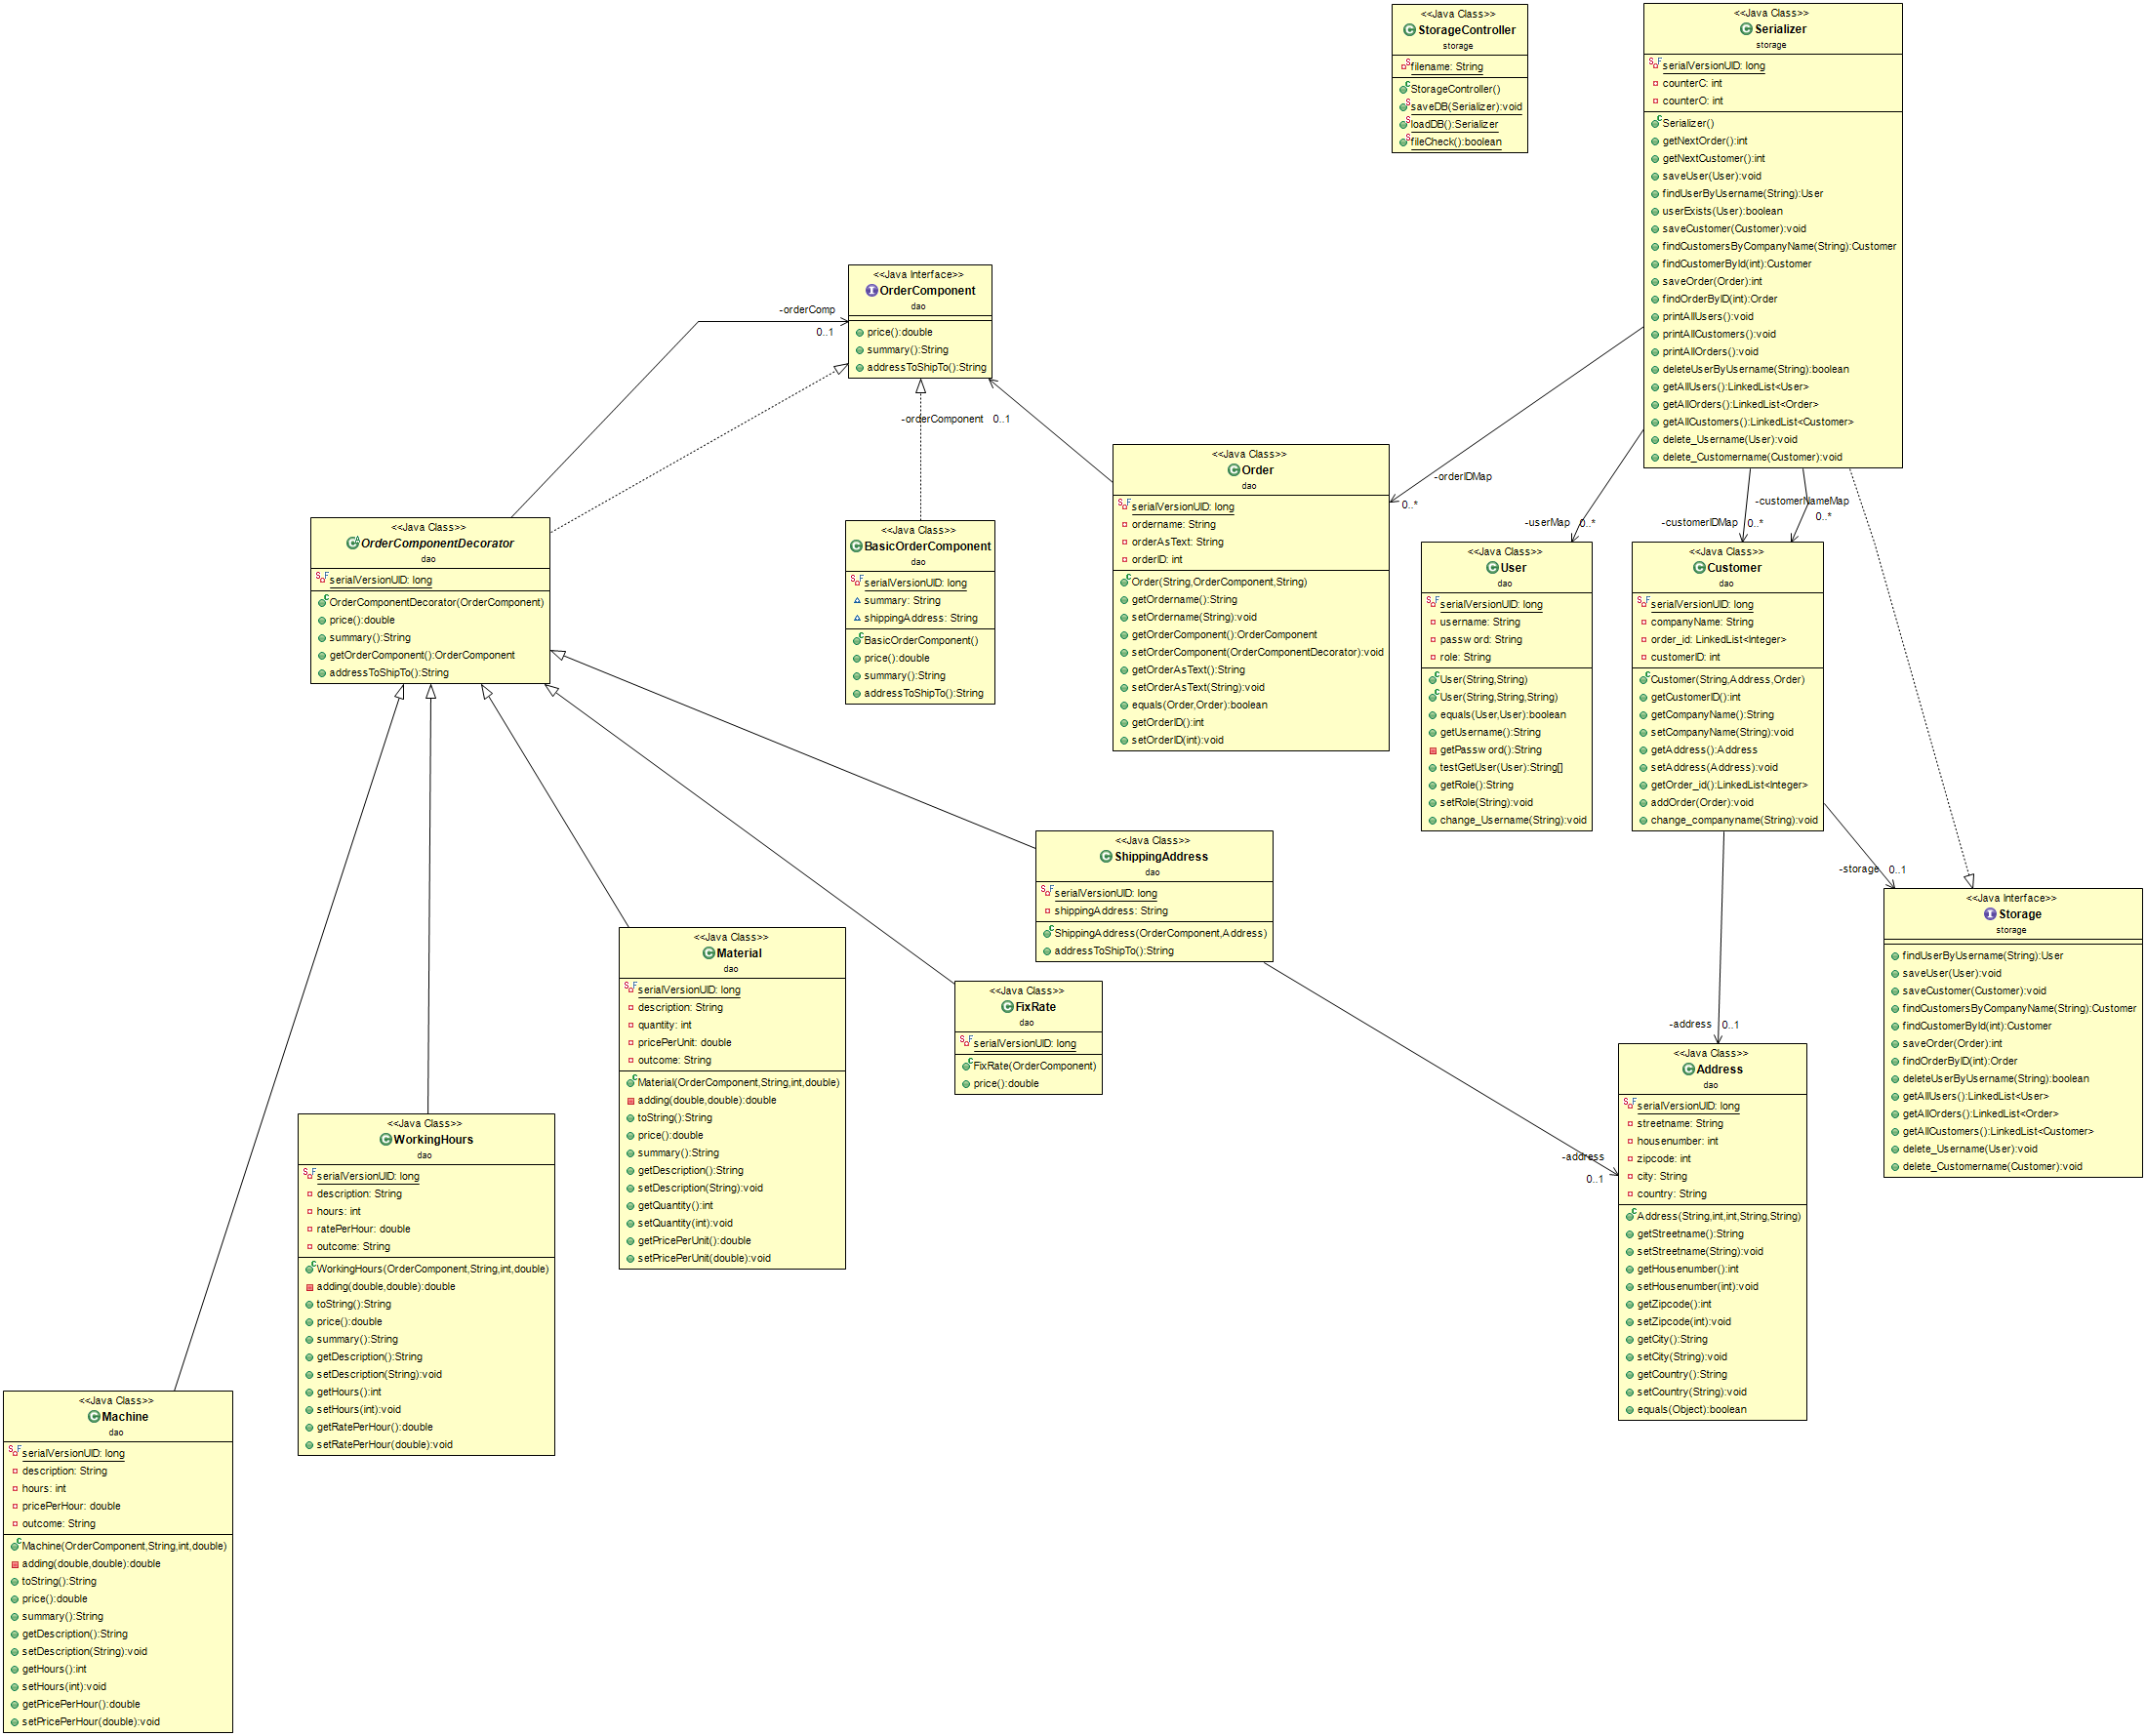 <<Java Class>>
StorageController
storage
filename: String
StorageController()
saveDB(Serializer):void
loadDB():Serializer
fileCheck():boolean
<<Java Class>>
Serializer
storage
serialVersionUID: long
counterC: int
counterO: int
Serializer()
getNextOrder():int
getNextCustomer():int
saveUser(User):void
findUserByUsername(String):User
userExists(User):boolean
saveCustomer(Customer):void
findCustomersByCompanyName(String):Customer
findCustomerById(int):Customer
saveOrder(Order):int
findOrderByID(int):Order
printAllUsers():void
printAllCustomers():void
printAllOrders():void
deleteUserByUsername(String):boolean
getAllUsers():LinkedList<User>
getAllOrders():LinkedList<Order>
getAllCustomers():LinkedList<Customer>
delete_Username(User):void
delete_Customername(Customer):void
<<Java Interface>>
OrderComponent
dao
price():double
summary():String
addressToShipTo():String
-orderComp
0..1
-orderComponent 0..1
-orderIDMap
0..*
-userMap 0..*
-customerIDMap 0..*
-customerNameMap
0..*
<<Java Class>>
Order
dao
serialVersionUID: long
ordername: String
orderAsText: String
orderID: int
Order(String,OrderComponent,String)
getOrdername():String
setOrdername(String):void
getOrderComponent():OrderComponent
setOrderComponent(OrderComponentDecorator):void
getOrderAsText():String
setOrderAsText(String):void
equals(Order,Order):boolean
getOrderID():int
setOrderID(int):void
<<Java Class>>
OrderComponentDecorator
dao
serialVersionUID: long
OrderComponentDecorator(OrderComponent)
price():double
summary():String
getOrderComponent():OrderComponent
addressToShipTo():String
<<Java Class>>
BasicOrderComponent
dao
serialVersionUID: long
summary: String
shippingAddress: String
BasicOrderComponent()
price():double
summary():String
addressToShipTo():String
<<Java Class>>
User
dao
serialVersionUID: long
username: String
password: String
role: String
User(String,String)
User(String,String,String)
equals(User,User):boolean
getUsername():String
getPassword():String
testGetUser(User):String[]
getRole():String
setRole(String):void
change_Username(String):void
<<Java Class>>
Customer
dao
serialVersionUID: long
companyName: String
order_id: LinkedList<Integer>
customerID: int
Customer(String,Address,Order)
getCustomerID():int
getCompanyName():String
setCompanyName(String):void
getAddress():Address
setAddress(Address):void
getOrder_id():LinkedList<Integer>
addOrder(Order):void
change_companyname(String):void
-storage 0..1
<<Java Class>>
ShippingAddress
dao
serialVersionUID: long
shippingAddress: String
ShippingAddress(OrderComponent,Address)
addressToShipTo():String
<<Java Interface>>
Storage
storage
findUserByUsername(String):User
saveUser(User):void
saveCustomer(Customer):void
findCustomersByCompanyName(String):Customer
findCustomerById(int):Customer
saveOrder(Order):int
findOrderByID(int):Order
deleteUserByUsername(String):boolean
getAllUsers():LinkedList<User>
getAllOrders():LinkedList<Order>
getAllCustomers():LinkedList<Customer>
delete_Username(User):void
delete_Customername(Customer):void
<<Java Class>>
Material
dao
serialVersionUID: long
description: String
quantity: int
pricePerUnit: double
outcome: String
Material(OrderComponent,String,int,double)
adding(double,double):double
toString():String
price():double
summary():String
getDescription():String
setDescription(String):void
getQuantity():int
setQuantity(int):void
getPricePerUnit():double
setPricePerUnit(double):void
<<Java Class>>
FixRate
dao
serialVersionUID: long
FixRate(OrderComponent)
price():double
-address 0..1
-address
0..1
<<Java Class>>
Address
dao
serialVersionUID: long
streetname: String
housenumber: int
zipcode: int
city: String
country: String
Address(String,int,int,String,String)
getStreetname():String
setStreetname(String):void
getHousenumber():int
setHousenumber(int):void
getZipcode():int
setZipcode(int):void
getCity():String
setCity(String):void
getCountry():String
setCountry(String):void
equals(Object):boolean
<<Java Class>>
WorkingHours
dao
serialVersionUID: long
description: String
hours: int
ratePerHour: double
outcome: String
WorkingHours(OrderComponent,String,int,double)
adding(double,double):double
toString():String
price():double
summary():String
getDescription():String
setDescription(String):void
getHours():int
setHours(int):void
getRatePerHour():double
setRatePerHour(double):void
<<Java Class>>
Machine
dao
serialVersionUID: long
description: String
hours: int
pricePerHour: double
outcome: String
Machine(OrderComponent,String,int,double)
adding(double,double):double
toString():String
price():double
summary():String
getDescription():String
setDescription(String):void
getHours():int
setHours(int):void
getPricePerHour():double
setPricePerHour(double):void